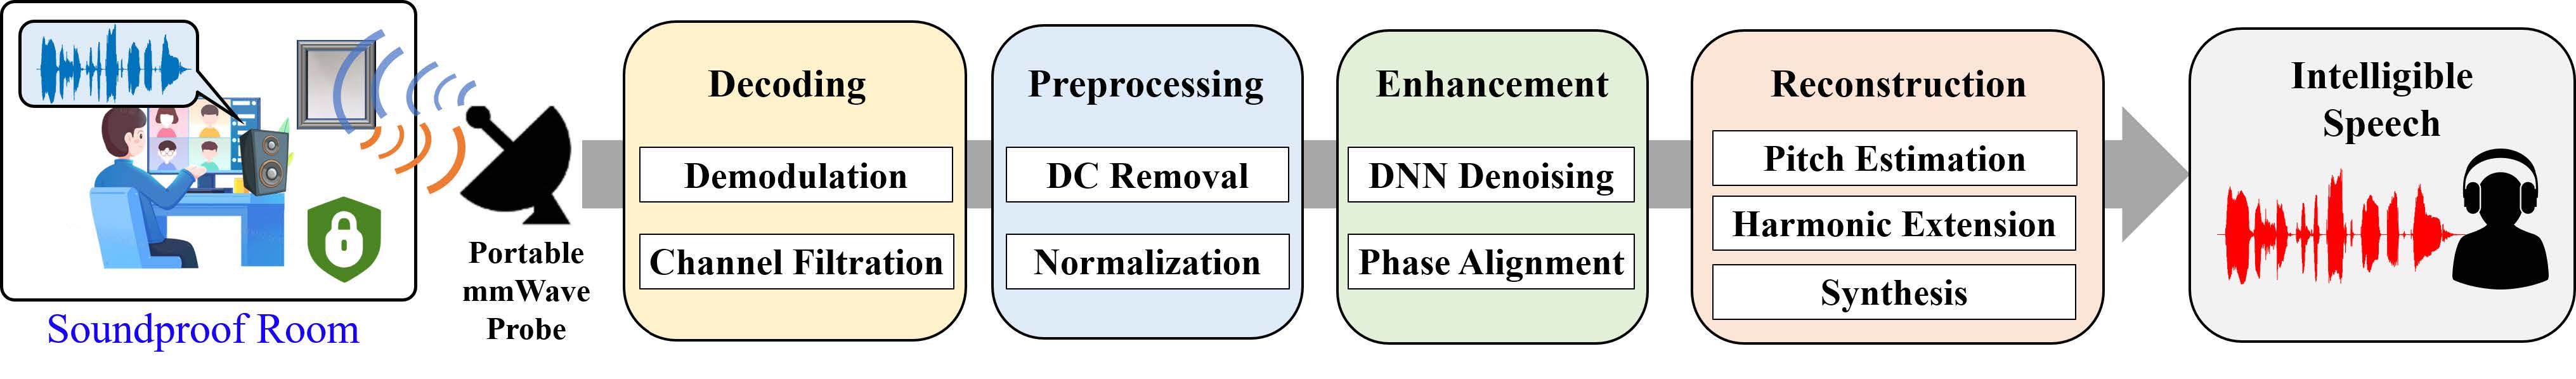 Soundproof Room
Portable
mmWave
Probe
Decoding
Demodulation
Channel Filtration
Preprocessing
DC Removal
Normalization
Enhancement
DNN Denoising
Phase Alignment
Reconstruction
Pitch Estimation
Harmonic Extension
Synthesis
Intelligible
Speech